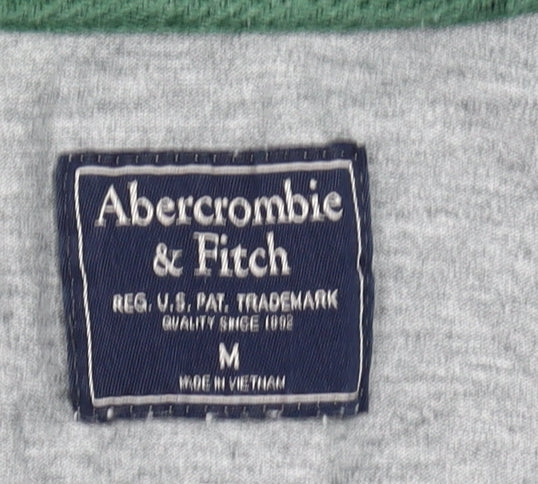 Abercrombie
& Fitch
REG. U.S. PAT. TRADEMARK
QUALITY SINCE 1892
M
MADE IN VIETNAM